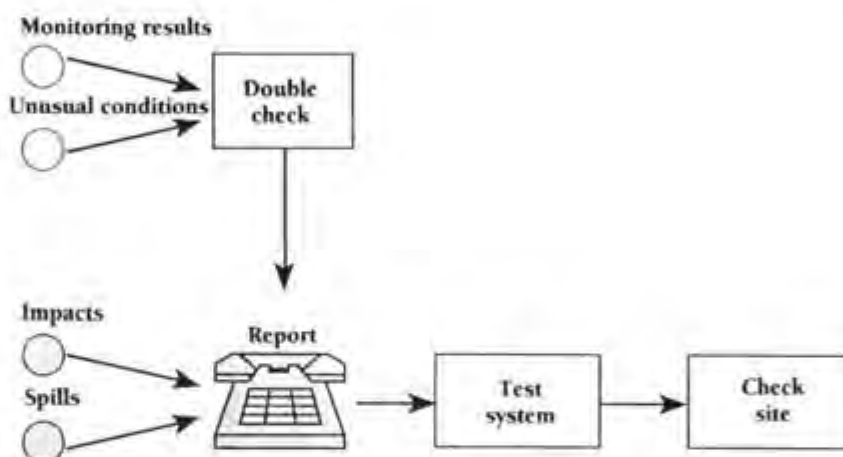 Monitoring results
Unusual conditions
Double
check
Impacts
Spills
Report
Test
system
Check
site